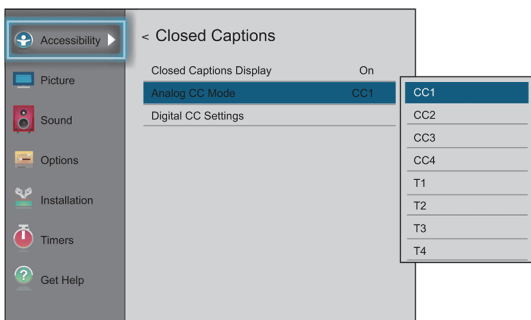 Accessibility
Picture
Sound
Options
Installation
Timers
? Get Help
< Closed Captions
Closed Captions Display On
Analog CC Mode CC1
Digital CC Settings
CC1
CC2
CC3
CC4
T1
T2
T3
T4